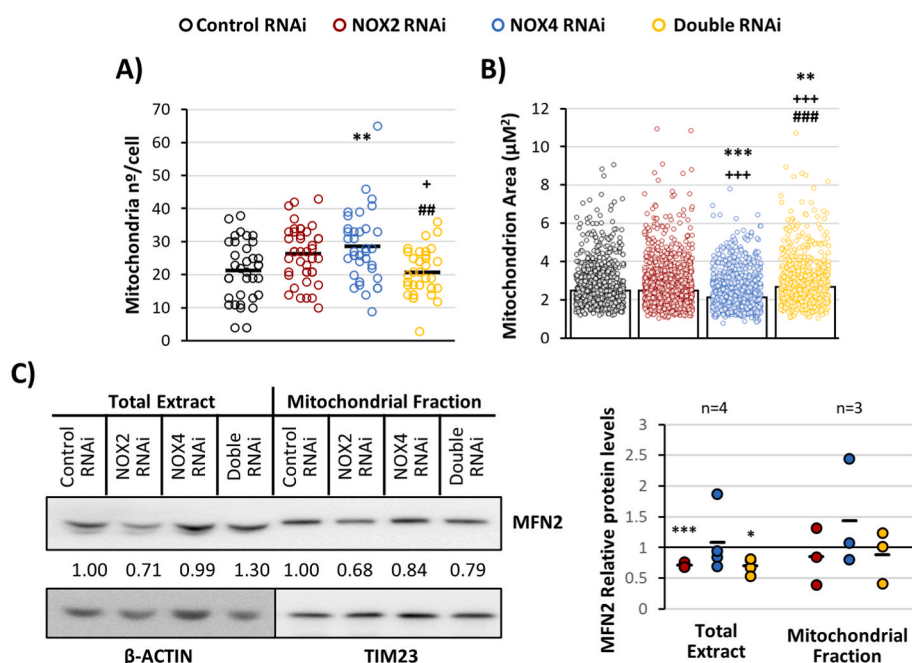 Control RNAi NOX2 RNAi NOX4 RNAi Double RNAi
A)
Mitochondria nº/cell
70
60
50
40
30
20
10
0
**
+
##
B)
Mitochondrion Area (µM²)
12
10
8
6
4
2
0
***
+++
**
+++
###
C)
Total Extract Mitochondrial Fraction
Control RNAi
NOX2 RNAi
NOX4 RNAi
Doble RNAi
Control RNAi
NOX2 RNAi
NOX4 RNAi
Double RNAi
MFN2
1.00 0.71 0.99 1.30 1.00 0.68 0.84 0.79
β-ACTIN TIM23
MFN2 Relative protein levels
n=4 n=3
3
2.5
2
1.5
1
0.5
0
***
*
Total Extract
Mitochondrial Fraction